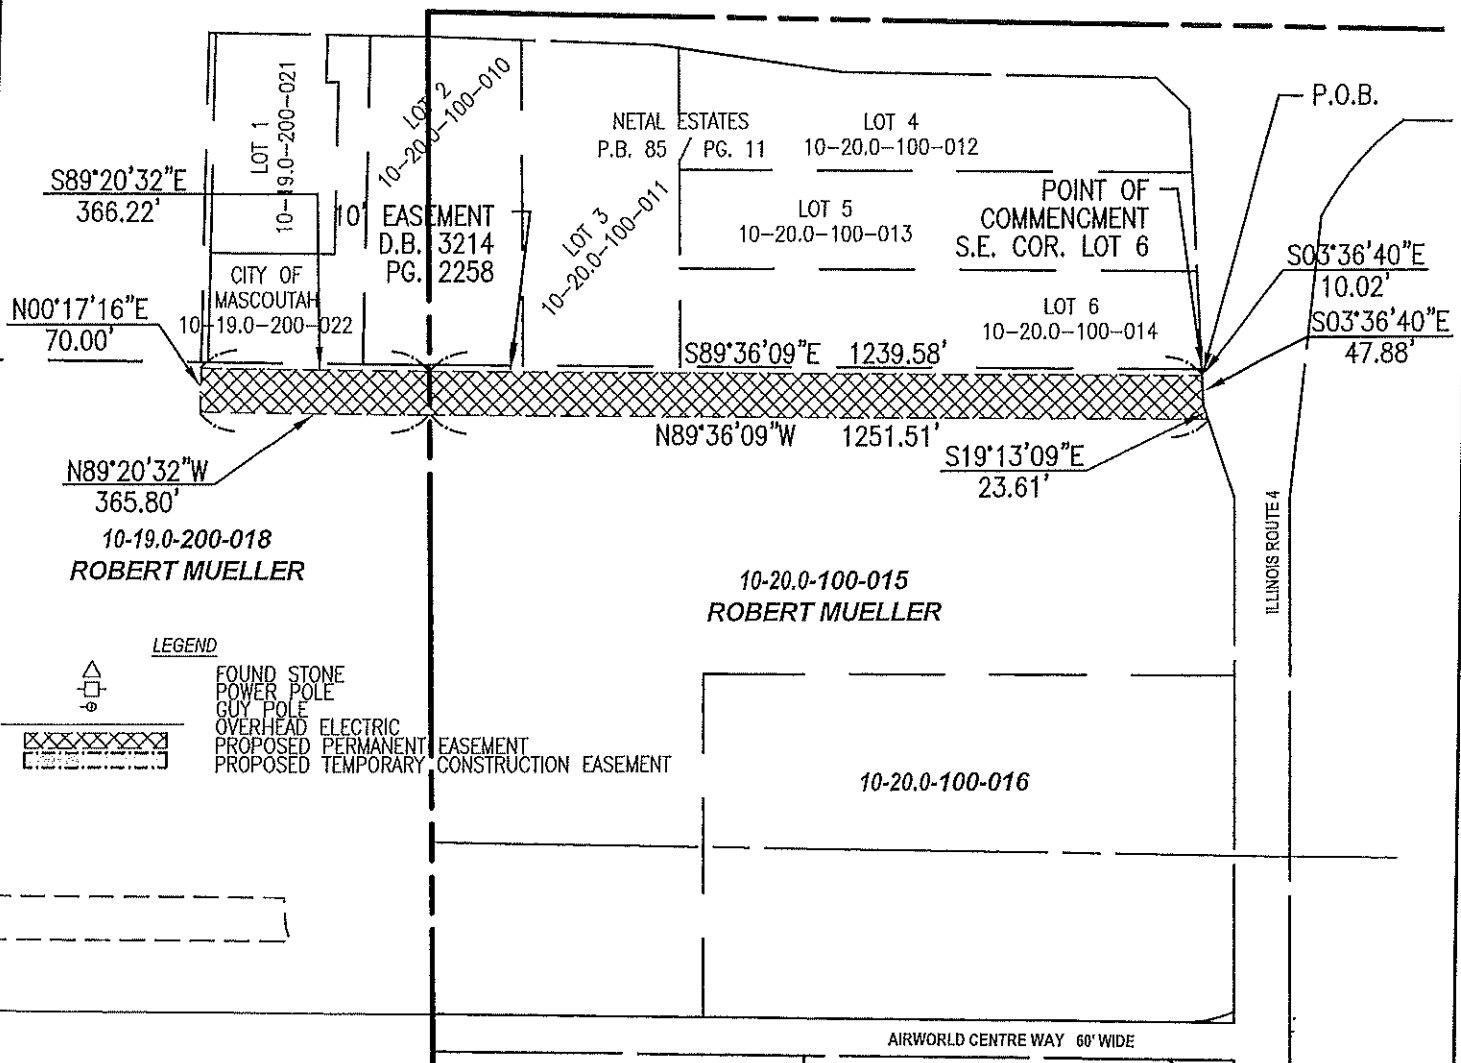 P.O.B.
LOT 1
10-19.0-200-021
LOT 2
10-20.0-100-010
NETAL ESTATES
P.B. 85 / PG. 11
LOT 4
10-20.0-100-012
S89°20'32"E
366.22'
10' EASEMENT
D.B. 3214
PG. 2258
LOT 3
10-20.0-100-011
LOT 5
10-20.0-100-013
POINT OF
COMMENCMENT
S.E. COR. LOT 6
S03°36'40"E
10.02'
CITY OF
MASCOUTAH
10-19.0-200-022
N00°17'16"E
70.00'
LOT 6
10-20.0-100-014
S03°36'40"E
47.88'
S89°36'09"E 1239.58'
N89°36'09"W 1251.51'
S19°13'09"E
23.61'
N89°20'32"W
365.80'
10-19.0-200-018
ROBERT MUELLER
10-20.0-100-015
ROBERT MUELLER
ILLINOIS ROUTE 4
LEGEND
FOUND STONE
POWER POLE
GUY POLE
OVERHEAD ELECTRIC
PROPOSED PERMANENT EASEMENT
PROPOSED TEMPORARY CONSTRUCTION EASEMENT
10-20.0-100-016
AIRWORLD CENTRE WAY 60' WIDE